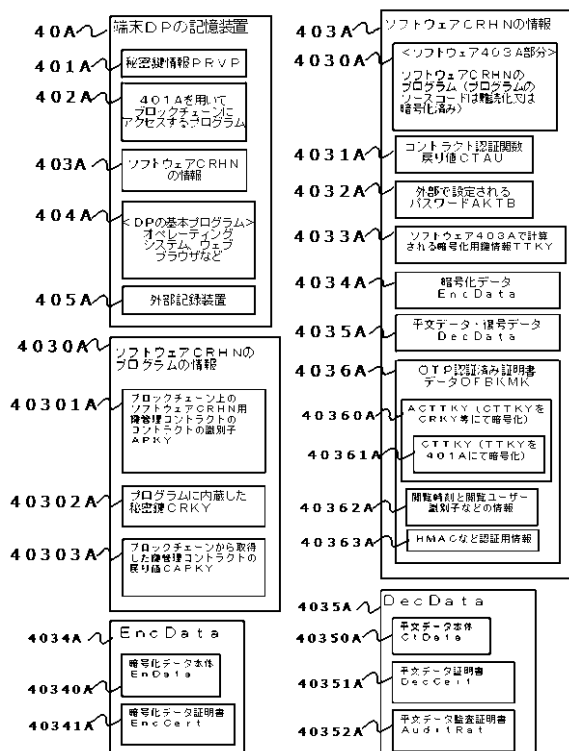 40A
端末DPの記憶装置
401A
秘密鍵情報PRVP
402A
401Aを用いて
ブロックチェーンに
アクセスするプログラム
403A
ソフトウェアCRHN
の情報
404A
<DPの基本プログラム>
オペレーティング
システム、ウェブ
ブラウザなど
405A
外部記録装置
4030A
ソフトウェアCRHNの
プログラムの情報
40301A
ブロックチェーン上の
ソフトウェアCRHN用
鍵管理コントラクトの
コントラクトの識別子
APKY
40302A
プログラムに内蔵した
秘密鍵CRKY
40303A
ブロックチェーンから取得
した鍵管理コントラクトの
戻り値CAPKY
4034A
EncData
40340A
暗号化データ本体
EnData
40341A
暗号化データ証明書
EncCert
403A
ソフトウェアCRHNの情報
4030A
<ソフトウェア403A部分>
ソフトウェアCRHNの
プログラム(プログラムの
ソースコードは難読化又は
暗号化済み)
4031A
コントラクト認証関数
戻り値CTAU
4032A
外部で設定される
パスワードAKTB
4033A
ソフトウェア403Aで計算
される暗号化用鍵情報TTKY
4034A
暗号化データ
EncData
4035A
平文データ・復号データ
DecData
4036A
OTP認証済み証明書
データOFBKMK
40360A
ACTTKY(CTTKYを
CRKY等にて暗号化)
40361A
CTTKY(TTKYを
401Aにて暗号化)
40362A
閲覧時刻と閲覧ユーザー
識別子などの情報
40363A
HMACなど認証用情報
4035A
DecData
40350A
平文データ本体
CtData
40351A
平文データ証明書
DecCert
40352A
平文データ監査証明書
AuditRat